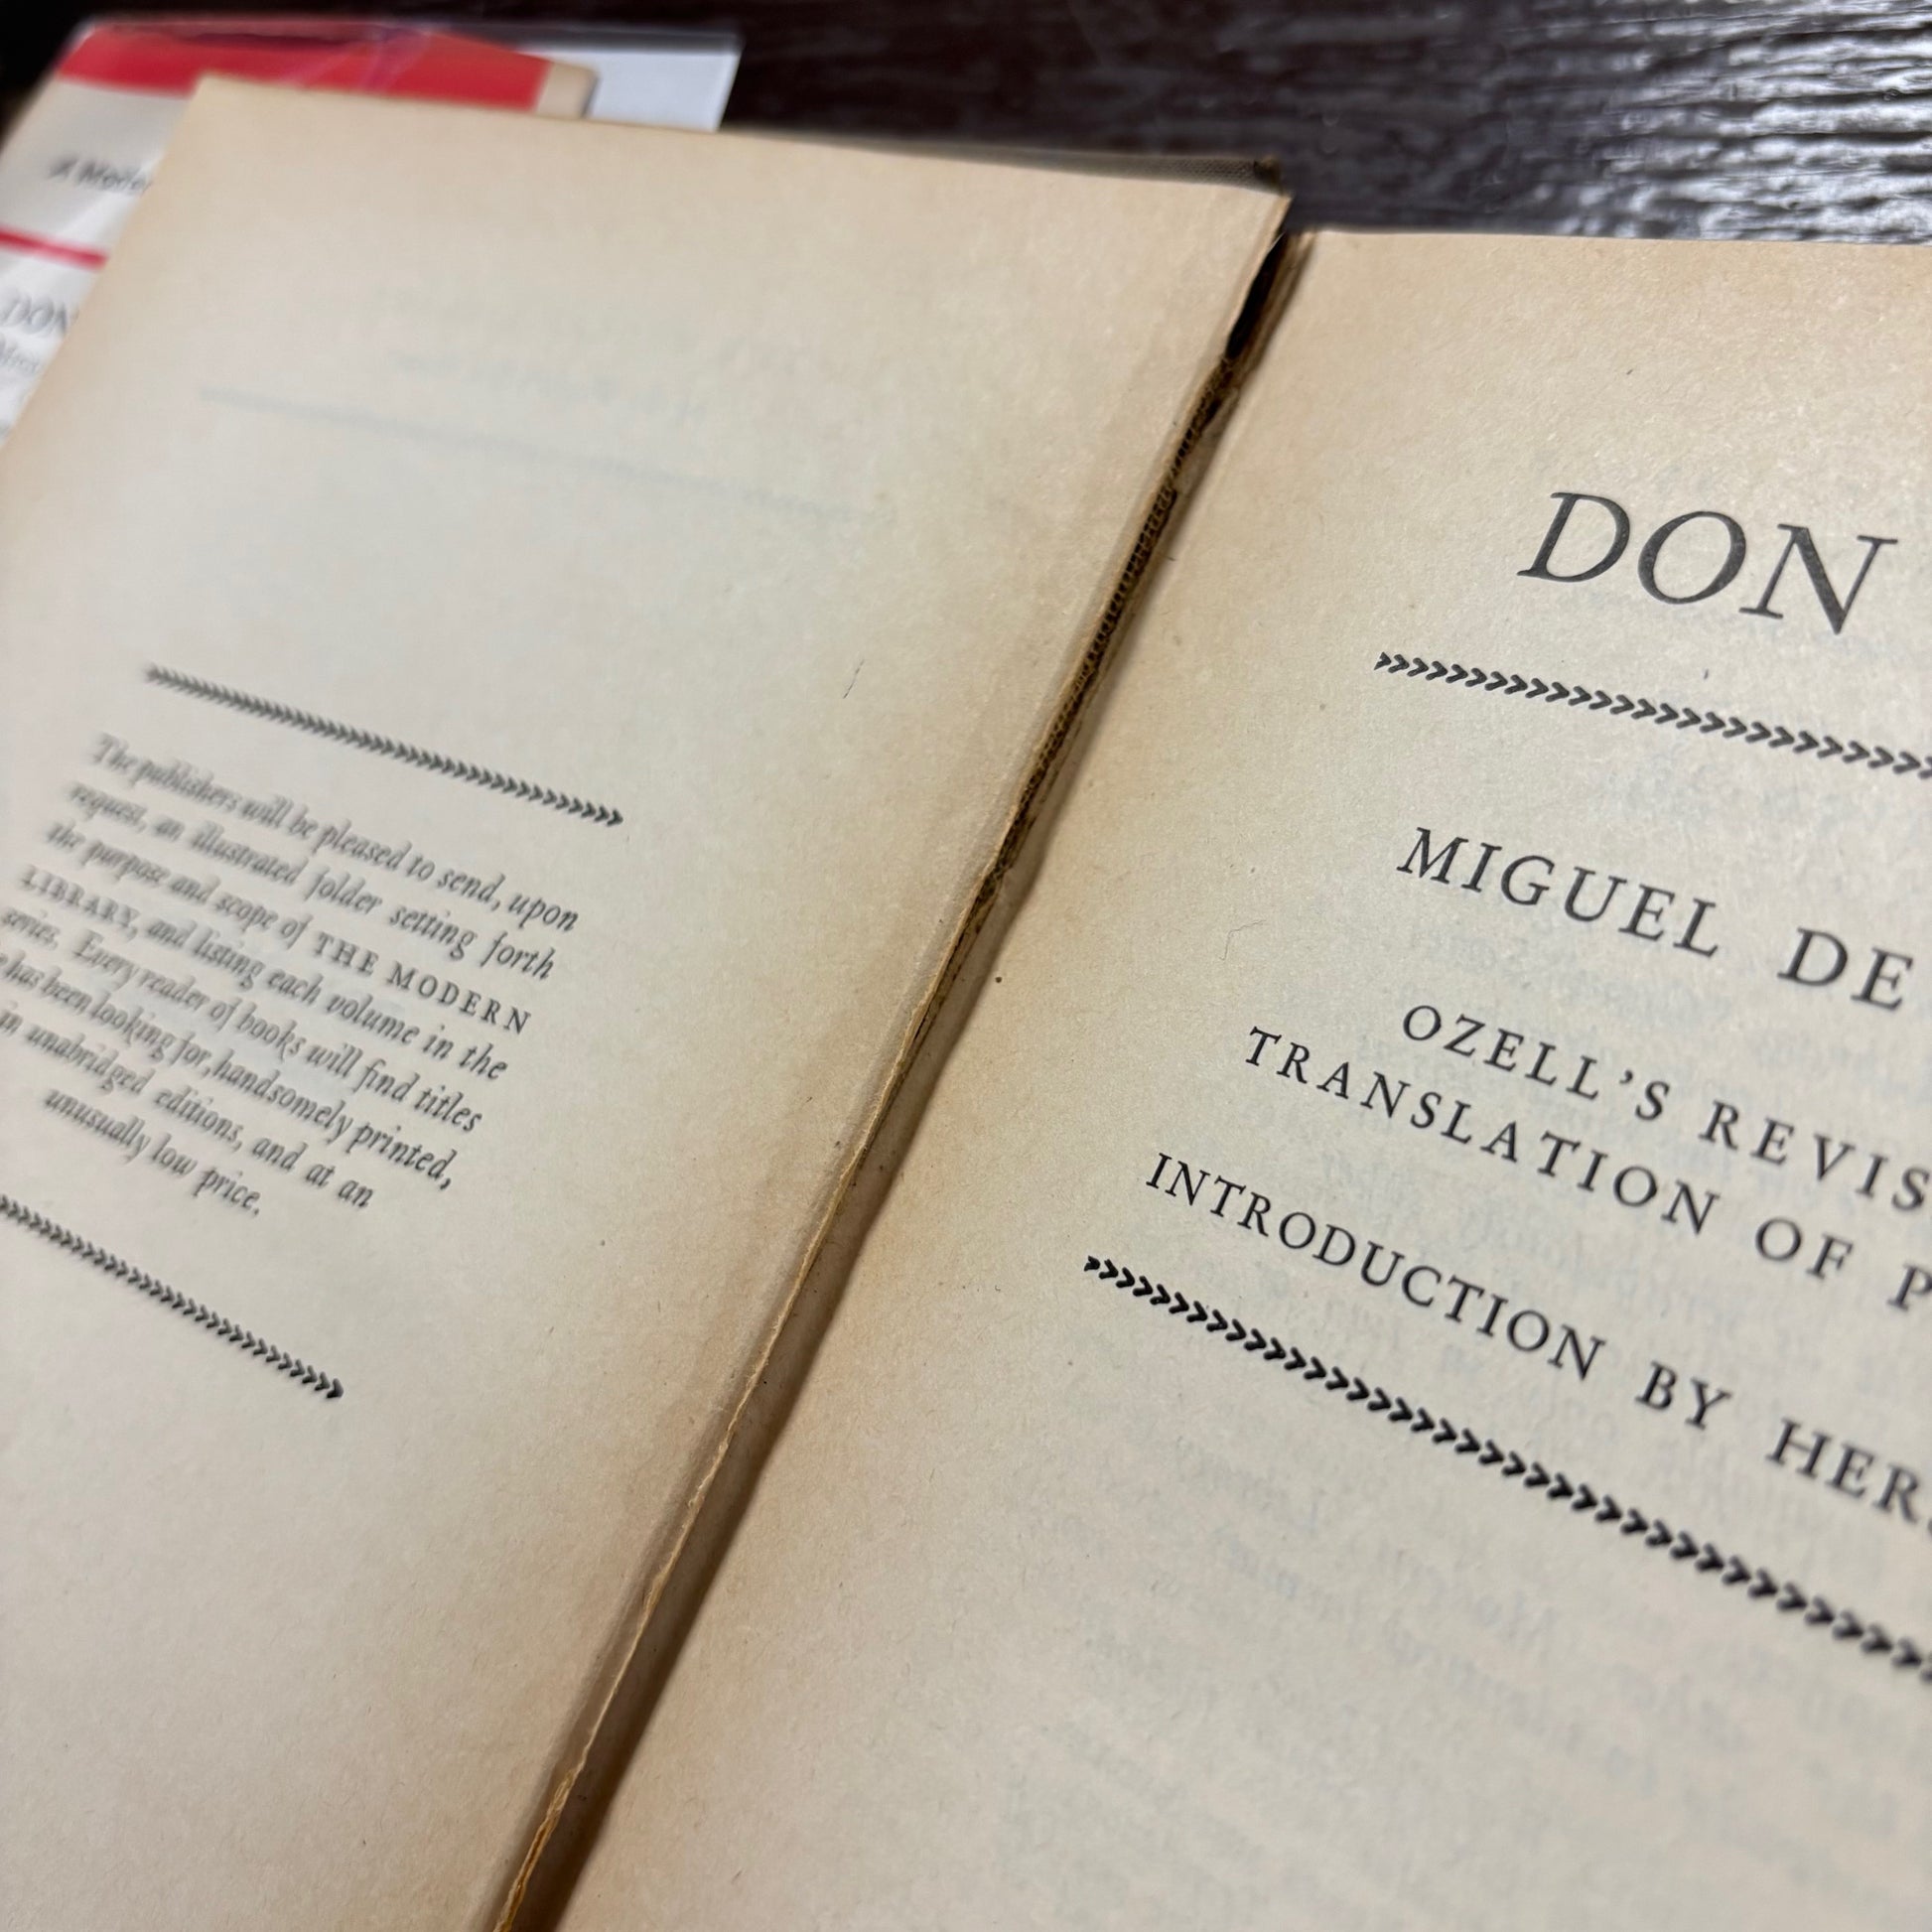 A Moder
DON
The publishers will be pleased to send, upon
request, an illustrated folder setting forth
the purpose and scope of THE MODERN
LIBRARY, and listing each volume in the
series. Every reader of books will find titles
has been looking for, handsomely printed,
in unabridged editions, and at an
unusually low price.
DON
MIGUEL DE
OZELL'S REVIS
TRANSLATION OF P
INTRODUCTION BY HERS